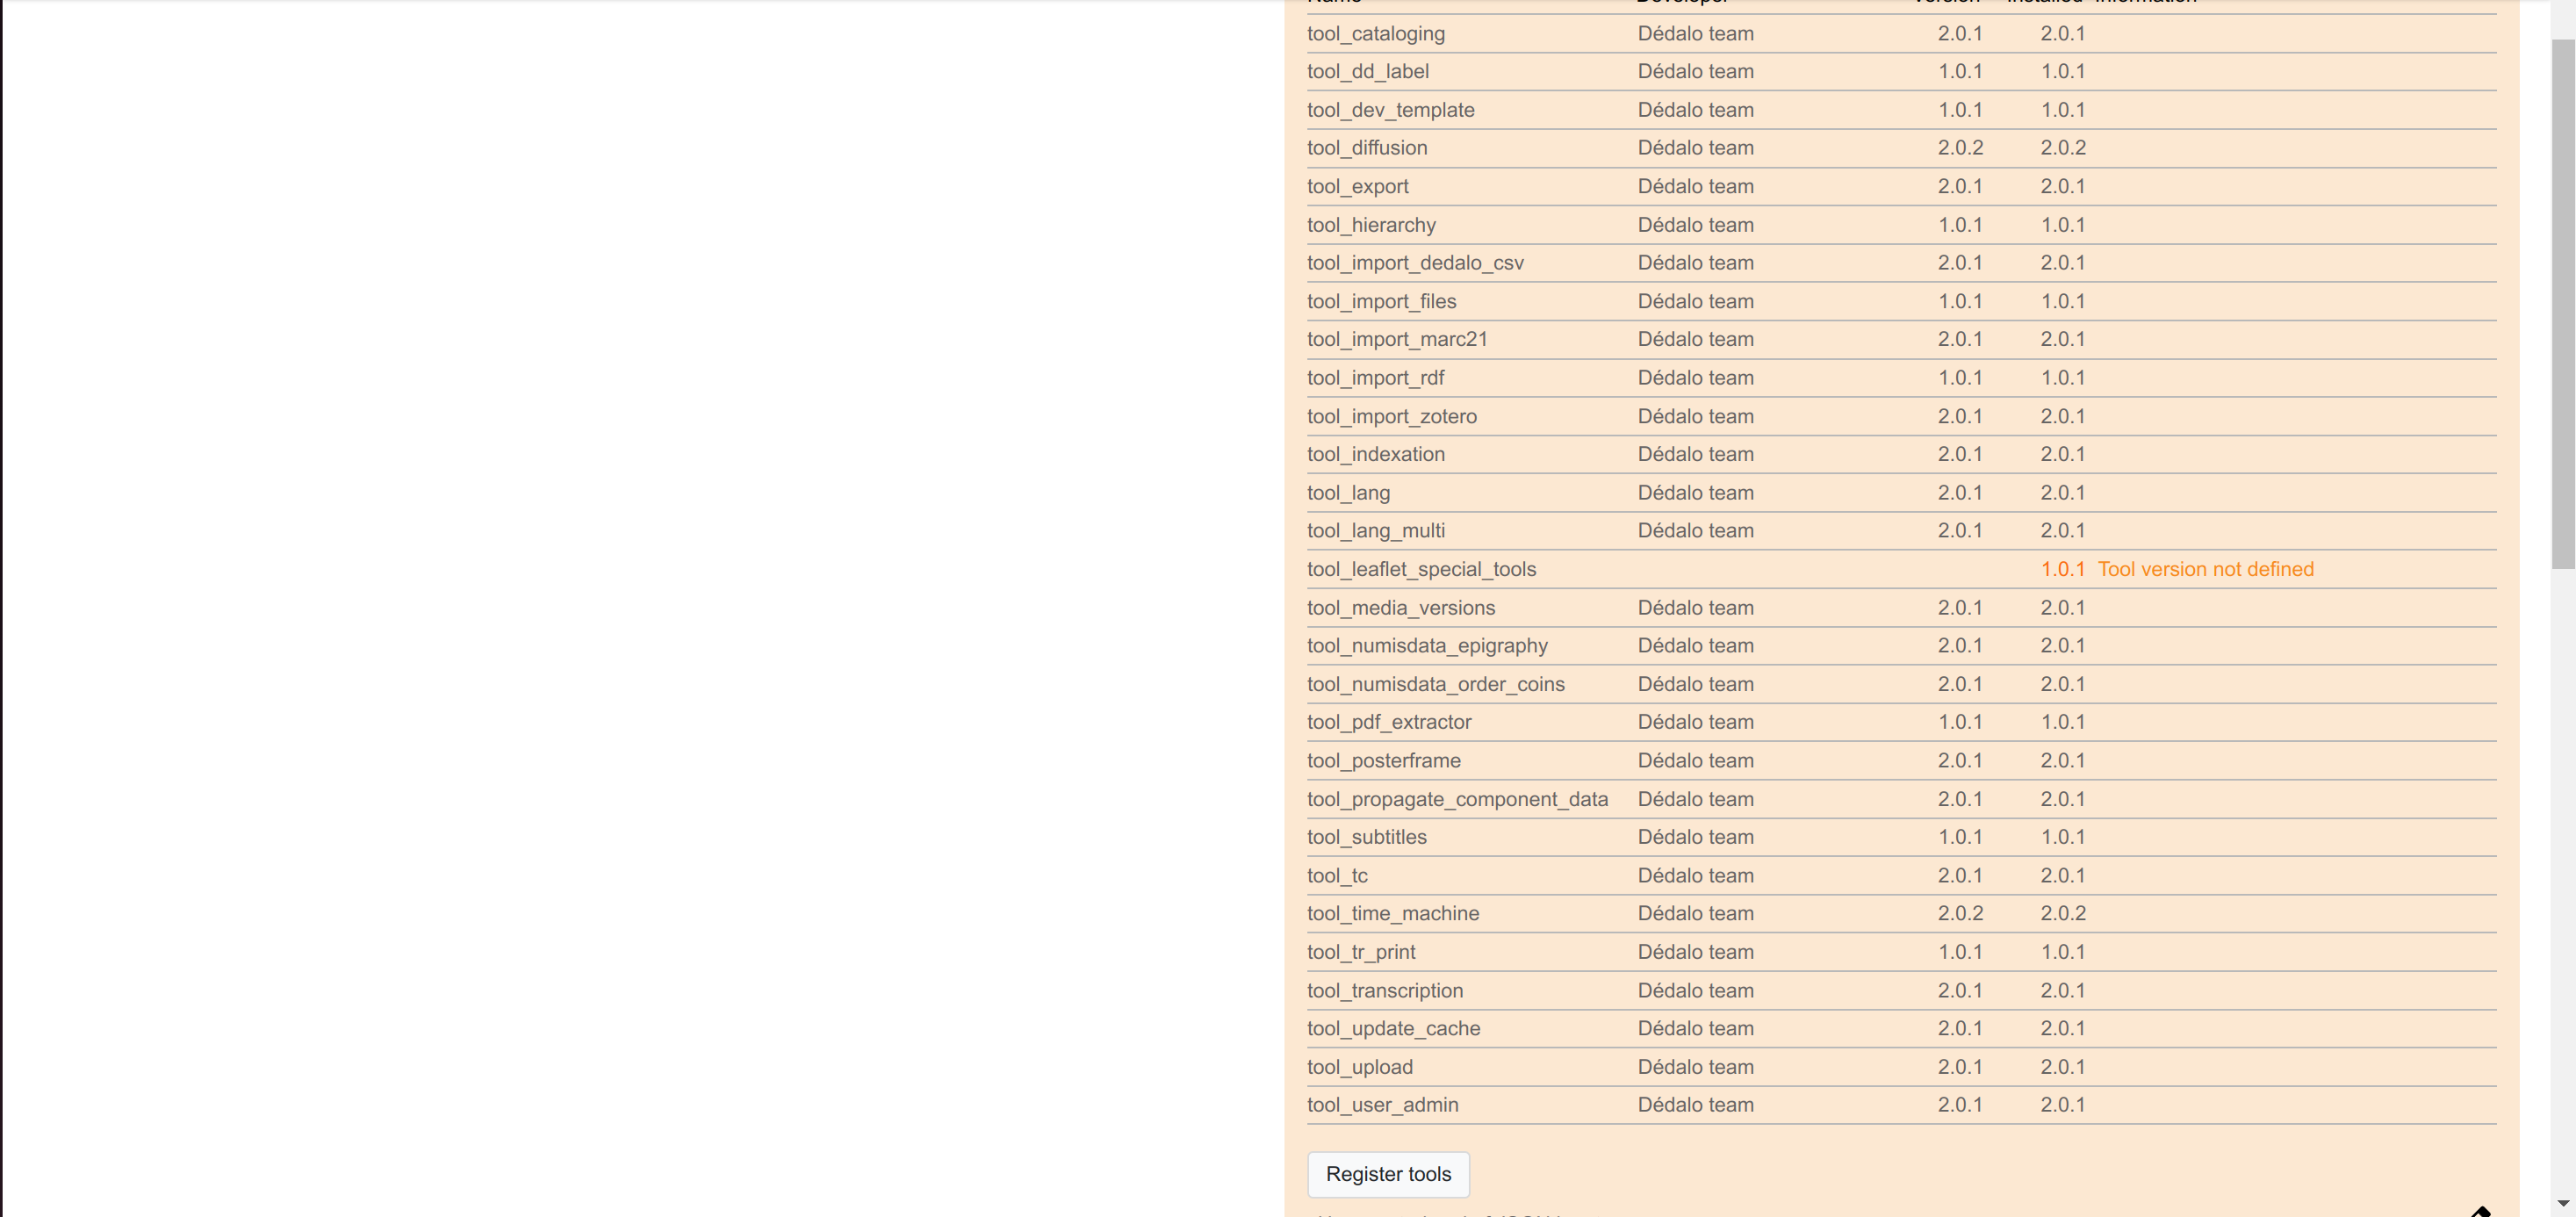 Name Developer Version Installed Information
tool_cataloging Dédalo team 2.0.1 2.0.1
tool_dd_label Dédalo team 1.0.1 1.0.1
tool_dev_template Dédalo team 1.0.1 1.0.1
tool_diffusion Dédalo team 2.0.2 2.0.2
tool_export Dédalo team 2.0.1 2.0.1
tool_hierarchy Dédalo team 1.0.1 1.0.1
tool_import_dedalo_csv Dédalo team 2.0.1 2.0.1
tool_import_files Dédalo team 1.0.1 1.0.1
tool_import_marc21 Dédalo team 2.0.1 2.0.1
tool_import_rdf Dédalo team 1.0.1 1.0.1
tool_import_zotero Dédalo team 2.0.1 2.0.1
tool_indexation Dédalo team 2.0.1 2.0.1
tool_lang Dédalo team 2.0.1 2.0.1
tool_lang_multi Dédalo team 2.0.1 2.0.1
tool_leaflet_special_tools 1.0.1 Tool version not defined
tool_media_versions Dédalo team 2.0.1 2.0.1
tool_numisdata_epigraphy Dédalo team 2.0.1 2.0.1
tool_numisdata_order_coins Dédalo team 2.0.1 2.0.1
tool_pdf_extractor Dédalo team 1.0.1 1.0.1
tool_posterframe Dédalo team 2.0.1 2.0.1
tool_propagate_component_data Dédalo team 2.0.1 2.0.1
tool_subtitles Dédalo team 1.0.1 1.0.1
tool_tc Dédalo team 2.0.1 2.0.1
tool_time_machine Dédalo team 2.0.2 2.0.2
tool_tr_print Dédalo team 1.0.1 1.0.1
tool_transcription Dédalo team 2.0.1 2.0.1
tool_update_cache Dédalo team 2.0.1 2.0.1
tool_upload Dédalo team 2.0.1 2.0.1
tool_user_admin Dédalo team 2.0.1 2.0.1
Register tools